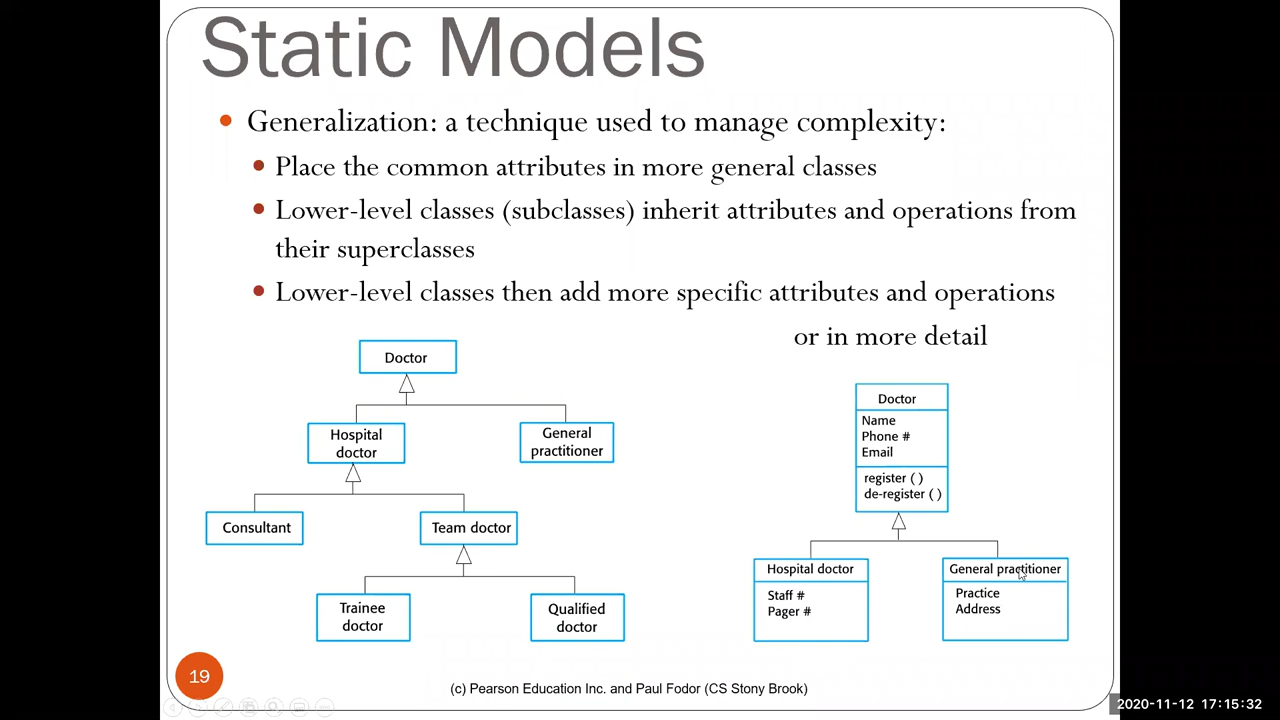 Static Models
Generalization: a technique used to manage complexity:
Place the common attributes in more general classes
Lower-level classes (subclasses) inherit attributes and operations from
their superclasses
Lower-level classes then add more specific attributes and operations
or in more detail
Doctor
Hospital
doctor
General
practitioner
Consultant
Team doctor
Trainee
doctor
Qualified
doctor
Doctor
Name
Phone #
Email
register ( )
de-register ( )
Hospital doctor
Staff #
Pager #
General practitioner
Practice
Address
19
(c) Pearson Education Inc. and Paul Fodor (CS Stony Brook)
2020-11-12 17:15:32